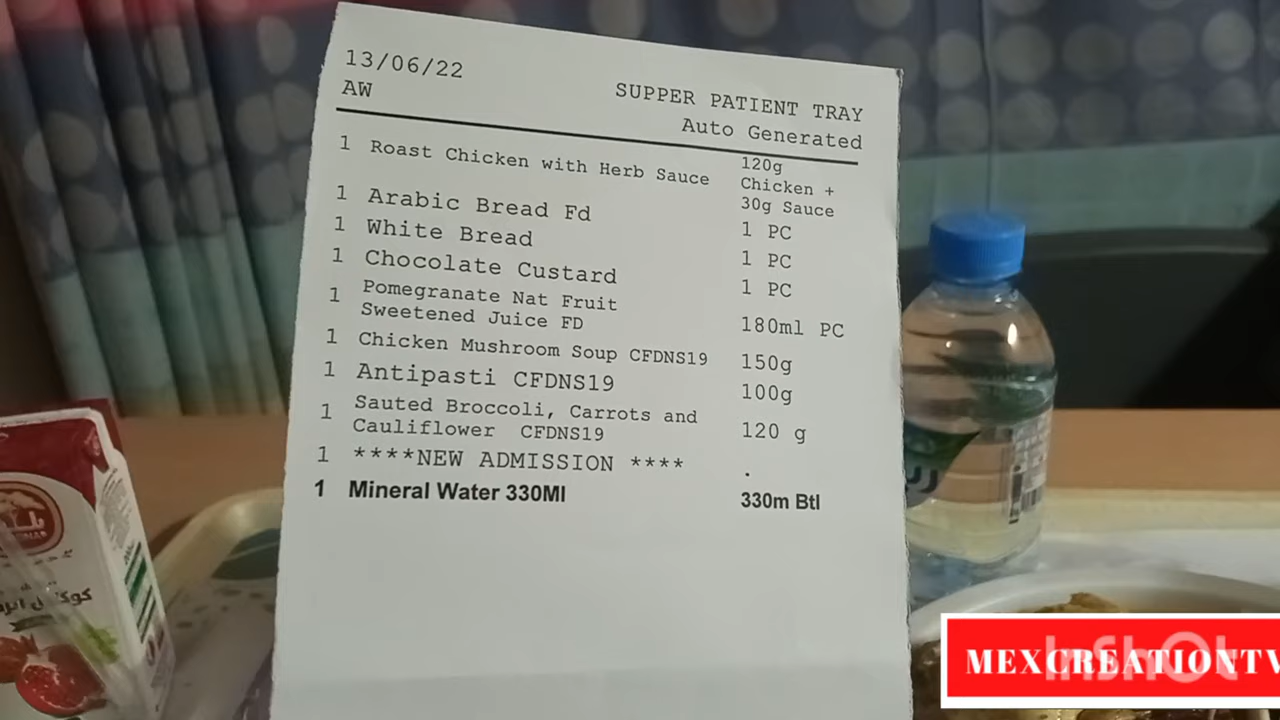 13/06/22
AW
SUPPER PATIENT TRAY
Auto Generated
1 Roast Chicken with Herb Sauce 120g
Chicken +
30g Sauce
1 Arabic Bread Fd 1 PC
1 White Bread 1 PC
1 Chocolate Custard 1 PC
1 Pomegranate Nat Fruit
Sweetened Juice FD 180ml PC
1 Chicken Mushroom Soup CFDNS19 150g
1 Antipasti CFDNS19 100g
1 Sauted Broccoli, Carrots and
Cauliflower CFDNS19 120 g
1 ****NEW ADMISSION **** .
1 Mineral Water 330Ml 330m Btl
MEXCREATIONTV
InShOt